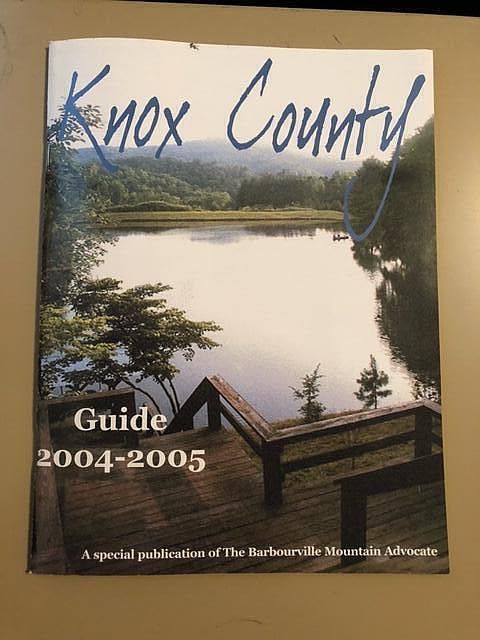 Knox County
Guide
2004-2005
A special publication of The Barbourville Mountain Advocate